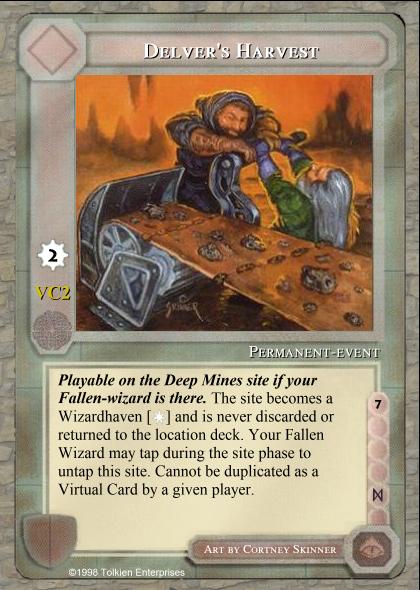 DELVER'S HARVEST
2
VC2
SKINNER
PERMANENT-EVENT
Playable on the Deep Mines site if your
Fallen-wizard is there. The site becomes a
Wizardhaven [☼] and is never discarded or
returned to the location deck. Your Fallen
Wizard may tap during the site phase to
untap this site. Cannot be duplicated as a
Virtual Card by a given player.
7
ᛞ
ART BY CORTNEY SKINNER
©1998 Tolkien Enterprises